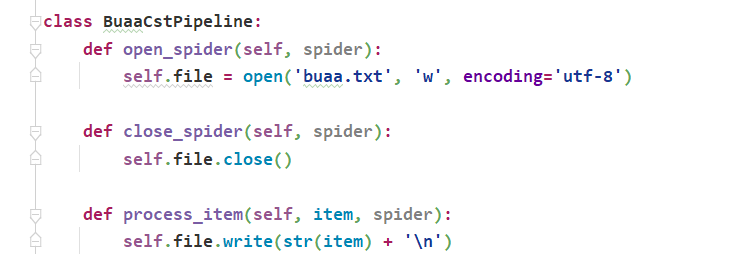 class BuaaCstPipeline:
    def open_spider(self, spider):
        self.file = open('buaa.txt', 'w', encoding='utf-8')
    def close_spider(self, spider):
        self.file.close()
    def process_item(self, item, spider):
        self.file.write(str(item) + '\n')